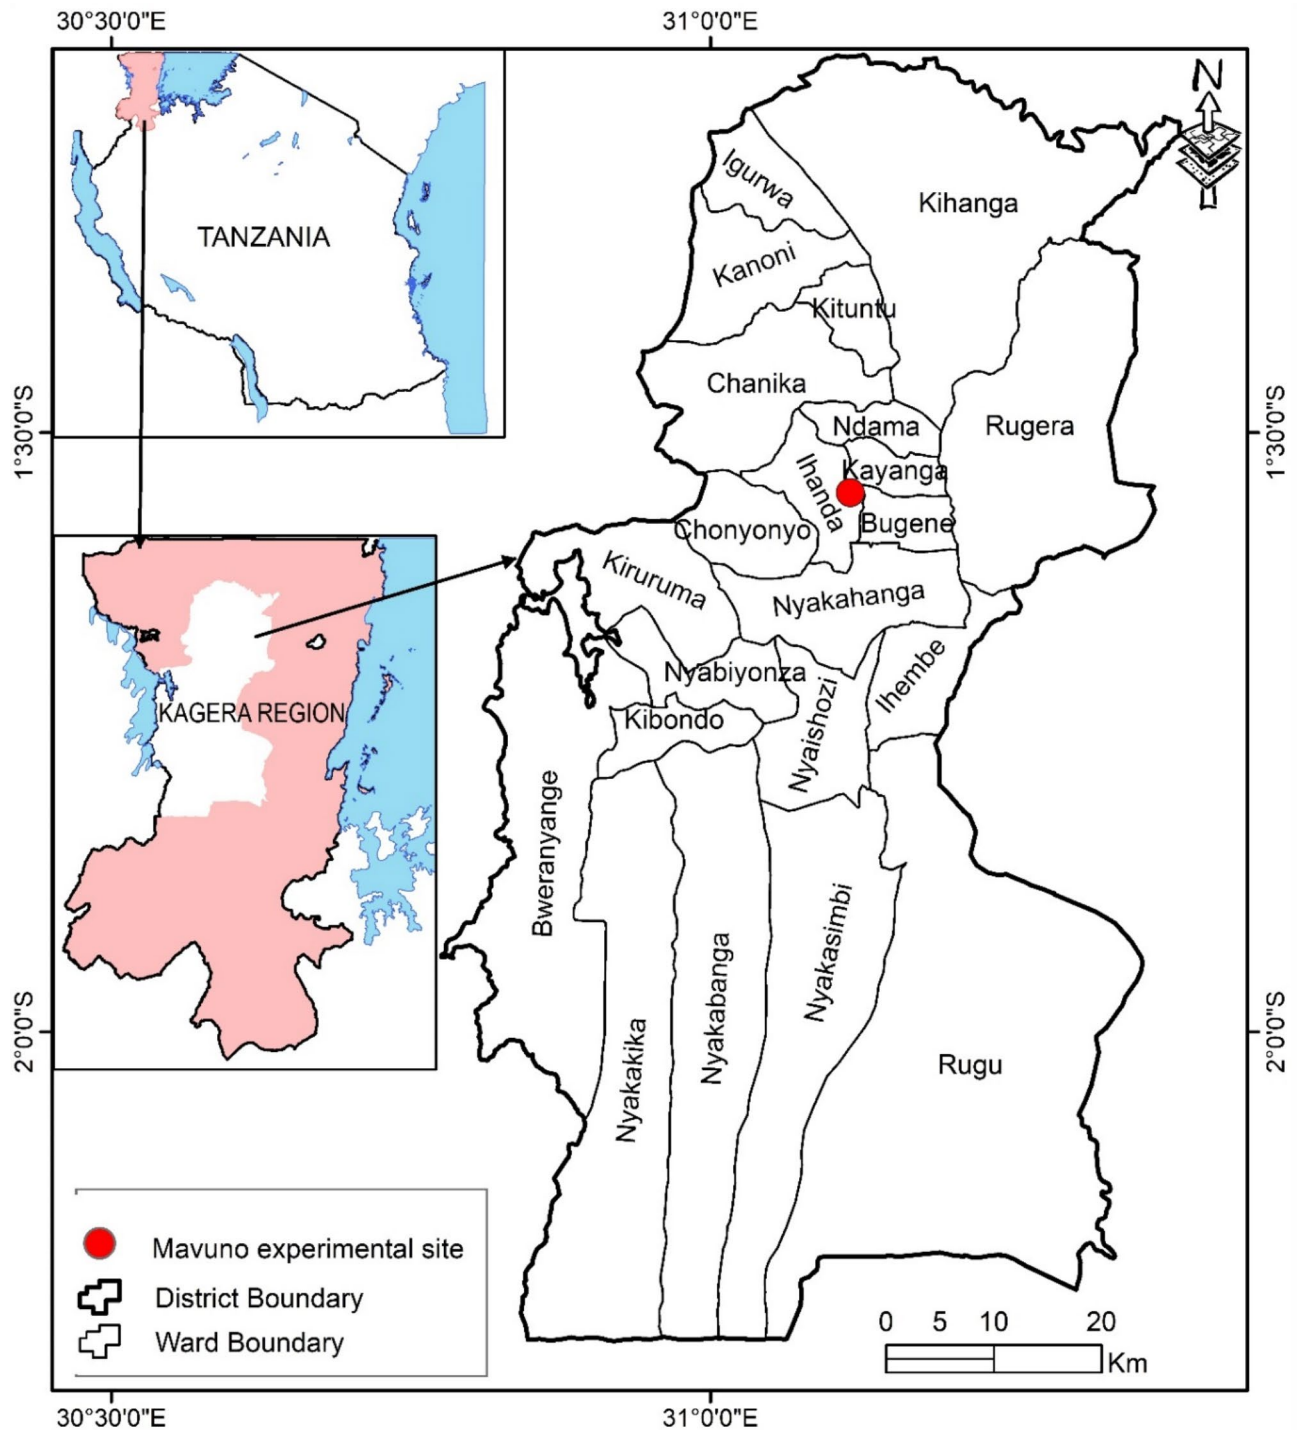 30°30'0"E
31°0'0"E
N
Igurwa
Kihanga
TANZANIA
Kanoni
Kituntu
Chanika
1°30'0"S
Ndama
Rugera
1°30'0"S
Kayanga
Ihanda
Bugene
Chonyonyo
Kiruruma
Nyakahanga
Nyabiyonza
Ihembe
KAGERA REGION
Kibondo
Nyaishozi
Bweranyange
Nyakasimbi
Nyakabanga
2°0'0"S
2°0'0"S
Nyakakika
Rugu
Mavuno experimental site
District Boundary
Ward Boundary
0 5 10 20
Km
30°30'0"E
31°0'0"E